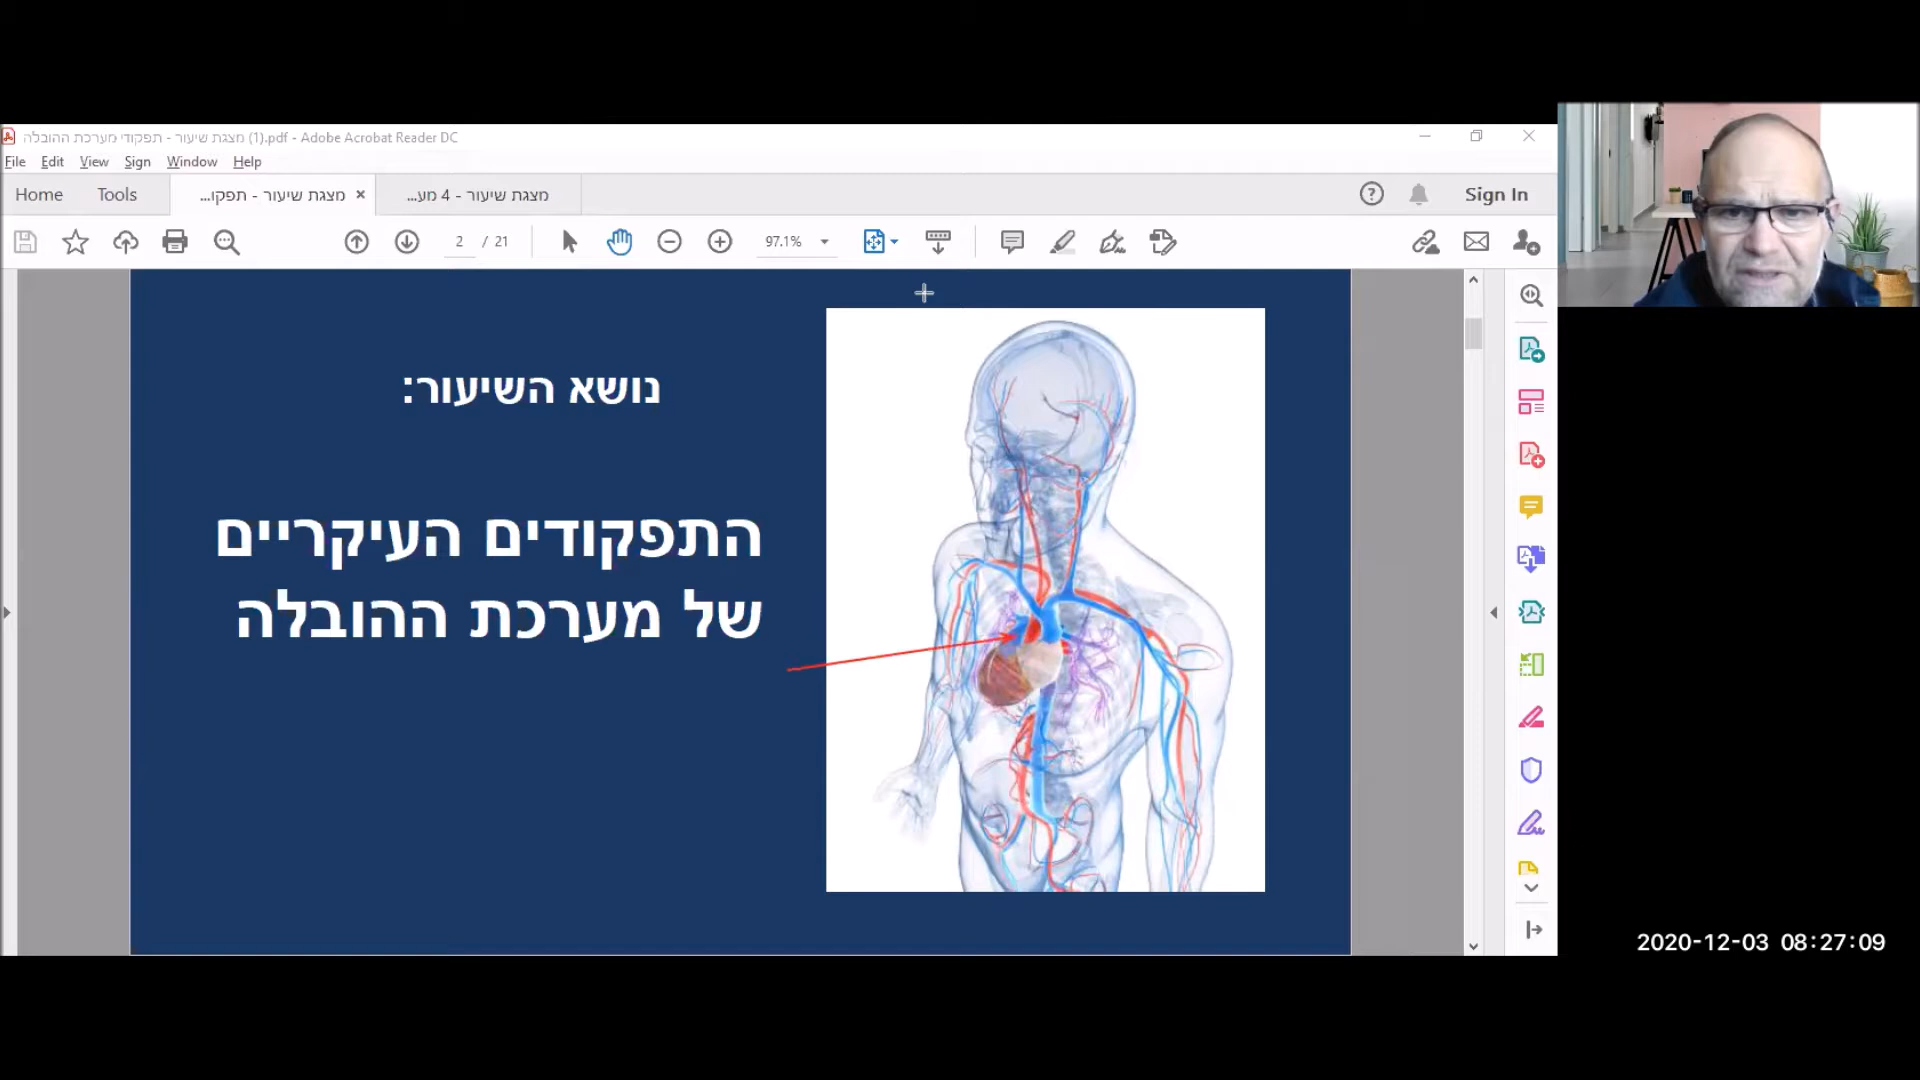 מצגת שיעור - תפקודי מערכת ההובלה (1).pdf - Adobe Acrobat Reader DC
File Edit View Sign Window Help
Home Tools מצגת שיעור - תפקו... מצגת שיעור - 4 מע... Sign In
2 / 21 97.1%
נושא השיעור:
התפקודים העיקריים
של מערכת ההובלה
2020-12-03 08:27:09